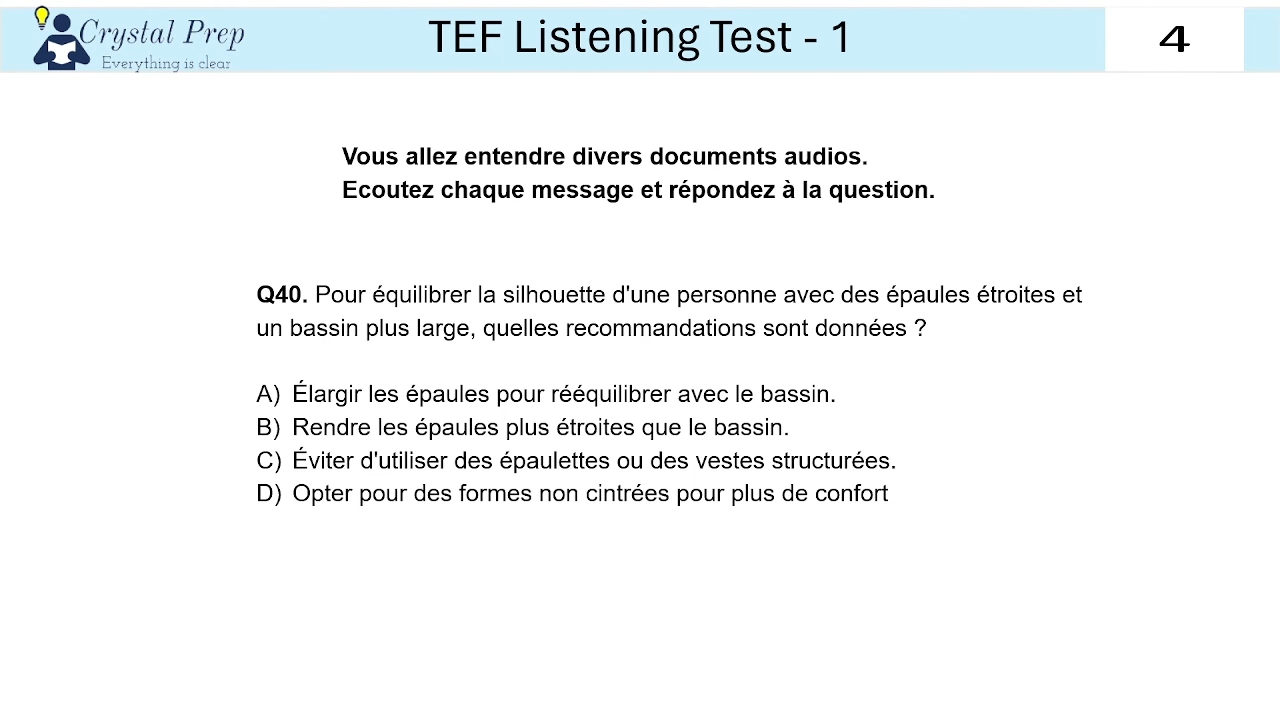 Crystal Prep
Everything is clear
TEF Listening Test - 1
4
Vous allez entendre divers documents audios.
Ecoutez chaque message et répondez à la question.
Q40. Pour équilibrer la silhouette d'une personne avec des épaules étroites et
un bassin plus large, quelles recommandations sont données ?
A) Élargir les épaules pour rééquilibrer avec le bassin.
B) Rendre les épaules plus étroites que le bassin.
C) Éviter d'utiliser des épaulettes ou des vestes structurées.
D) Opter pour des formes non cintrées pour plus de confort